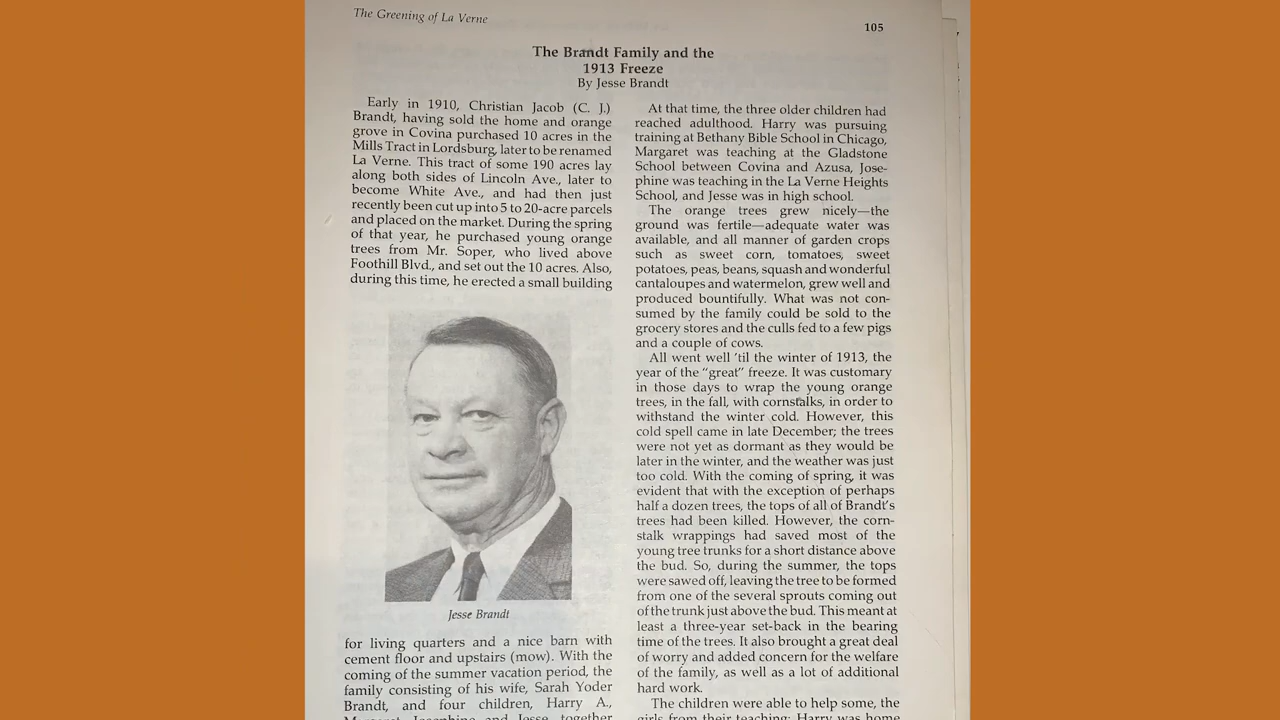 The Greening of La Verne
105
The Brandt Family and the
1913 Freeze
By Jesse Brandt
Early in 1910, Christian Jacob (C. J.)
Brandt, having sold the home and orange
grove in Covina purchased 10 acres in the
Mills Tract in Lordsburg, later to be renamed
La Verne. This tract of some 190 acres lay
along both sides of Lincoln Ave., later to
become White Ave., and had then just
recently been cut up into 5 to 20-acre parcels
and placed on the market. During the spring
of that year, he purchased young orange
trees from Mr. Soper, who lived above
Foothill Blvd., and set out the 10 acres. Also,
during this time, he erected a small building
Jesse Brandt
for living quarters and a nice barn with
cement floor and upstairs (mow). With the
coming of the summer vacation period, the
family consisting of his wife, Sarah Yoder
Brandt, and four children, Harry A.,
Margaret, Josephine and Jesse, together
At that time, the three older children had
reached adulthood. Harry was pursuing
training at Bethany Bible School in Chicago,
Margaret was teaching at the Gladstone
School between Covina and Azusa, Jose-
phine was teaching in the La Verne Heights
School, and Jesse was in high school.
The orange trees grew nicely—the
ground was fertile—adequate water was
available, and all manner of garden crops
such as sweet corn, tomatoes, sweet
potatoes, peas, beans, squash and wonderful
cantaloupes and watermelon, grew well and
produced bountifully. What was not con-
sumed by the family could be sold to the
grocery stores and the culls fed to a few pigs
and a couple of cows.
All went well 'til the winter of 1913, the
year of the "great" freeze. It was customary
in those days to wrap the young orange
trees, in the fall, with cornstalks, in order to
withstand the winter cold. However, this
cold spell came in late December; the trees
were not yet as dormant as they would be
later in the winter, and the weather was just
too cold. With the coming of spring, it was
evident that with the exception of perhaps
half a dozen trees, the tops of all of Brandt's
trees had been killed. However, the corn-
stalk wrappings had saved most of the
young tree trunks for a short distance above
the bud. So, during the summer, the tops
were sawed off, leaving the tree to be formed
from one of the several sprouts coming out
of the trunk just above the bud. This meant at
least a three-year set-back in the bearing
time of the trees. It also brought a great deal
of worry and added concern for the welfare
of the family, as well as a lot of additional
hard work.
The children were able to help some, the
girls from their teaching; Harry was home